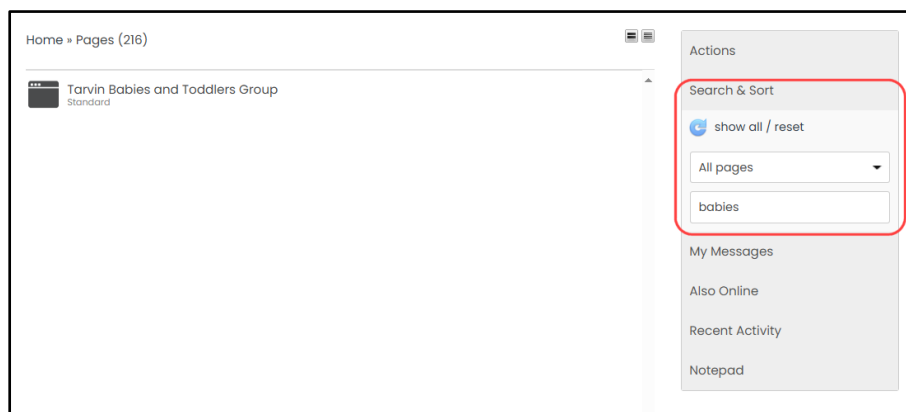 Home » Pages (216)
Tarvin Babies and Toddlers Group
Standard
Actions
Search & Sort
show all / reset
All pages
babies
My Messages
Also Online
Recent Activity
Notepad